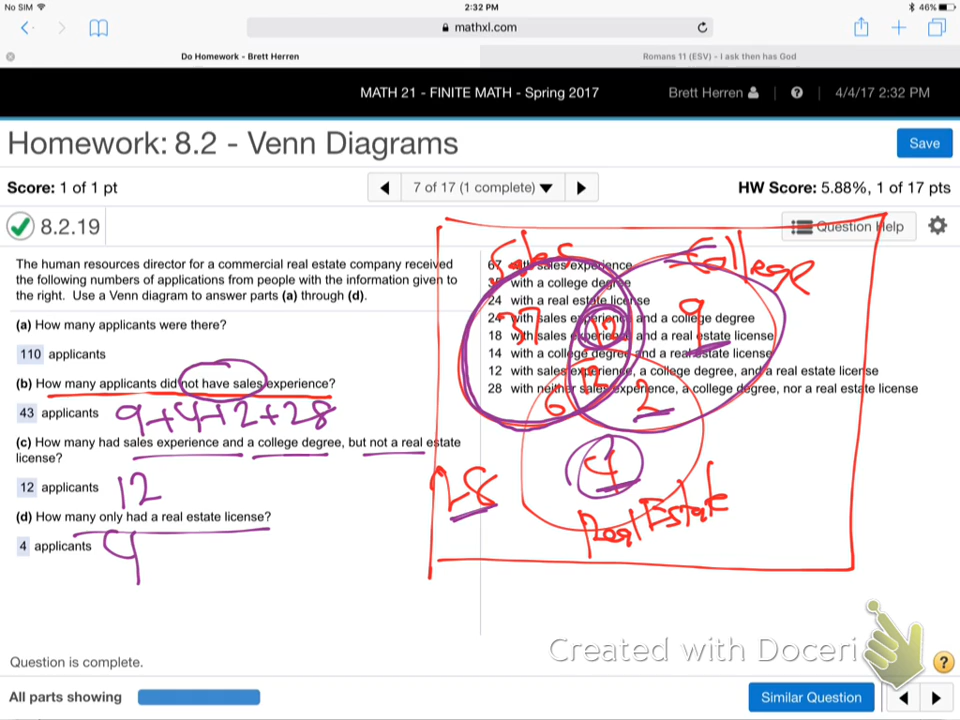 No SIM 2:32 PM 46%
mathxl.com
Do Homework - Brett Herren
Romans 11 (ESV) - I ask then has God
MATH 21 - FINITE MATH - Spring 2017 Brett Herren 4/4/17 2:32 PM
Homework: 8.2 - Venn Diagrams
Save
Score: 1 of 1 pt
7 of 17 (1 complete)
HW Score: 5.88%, 1 of 17 pts
8.2.19
Question Help
The human resources director for a commercial real estate company received
the following numbers of applications from people with the information given to
the right. Use a Venn diagram to answer parts (a) through (d).
(a) How many applicants were there?
110 applicants
(b) How many applicants did not have sales experience?
43 applicants
9+4+2+28
(c) How many had sales experience and a college degree, but not a real estate
license?
12 applicants
12
(d) How many only had a real estate license?
4 applicants
4
Sales
College
67 with sales experience
with a college degree
24 with a real estate license
24 with sales experience and a college degree
18 with sales experience and a real estate license
14 with a college degree and a real estate license
12 with sales experience, a college degree, and a real estate license
28 with neither sales experience, a college degree, nor a real estate license
37
12
9
12
6
2
4
28
Real Estate
Created with Doceri
Question is complete.
?
All parts showing
Similar Question